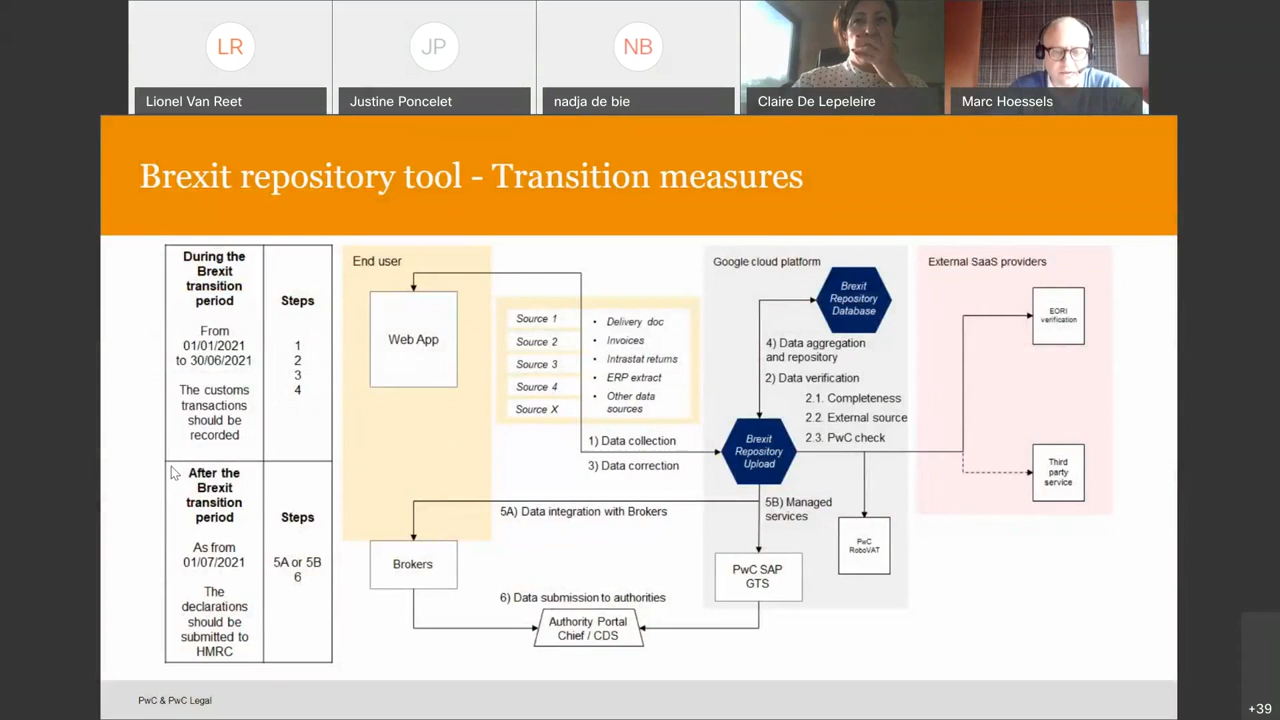 LR
JP
NB
Lionel Van Reet
Justine Poncelet
nadja de bie
Claire De Lepeleire
Marc Hoessels
Brexit repository tool - Transition measures
During the
Brexit
transition
period
From
01/01/2021
to 30/06/2021
The customs
transactions
should be
recorded
Steps
1
2
3
4
After the
Brexit
transition
period
As from
01/07/2021
The
declarations
should be
submitted to
HMRC
Steps
5A or 5B
6
End user
Web App
Source 1
Source 2
Source 3
Source 4
Source X
• Delivery doc
• Invoices
• Intrastat returns
• ERP extract
• Other data
sources
1) Data collection
3) Data correction
Google cloud platform
Brexit
Repository
Database
4) Data aggregation
and repository
2) Data verification
2.1. Completeness
2.2. External source
2.3. PwC check
Brexit
Repository
Upload
External SaaS providers
EORI
verification
Third
party
service
5A) Data integration with Brokers
5B) Managed
services
PwC
RoboVAT
Brokers
PwC SAP
GTS
6) Data submission to authorities
Authority Portal
Chief / CDS
PwC & PwC Legal
+39